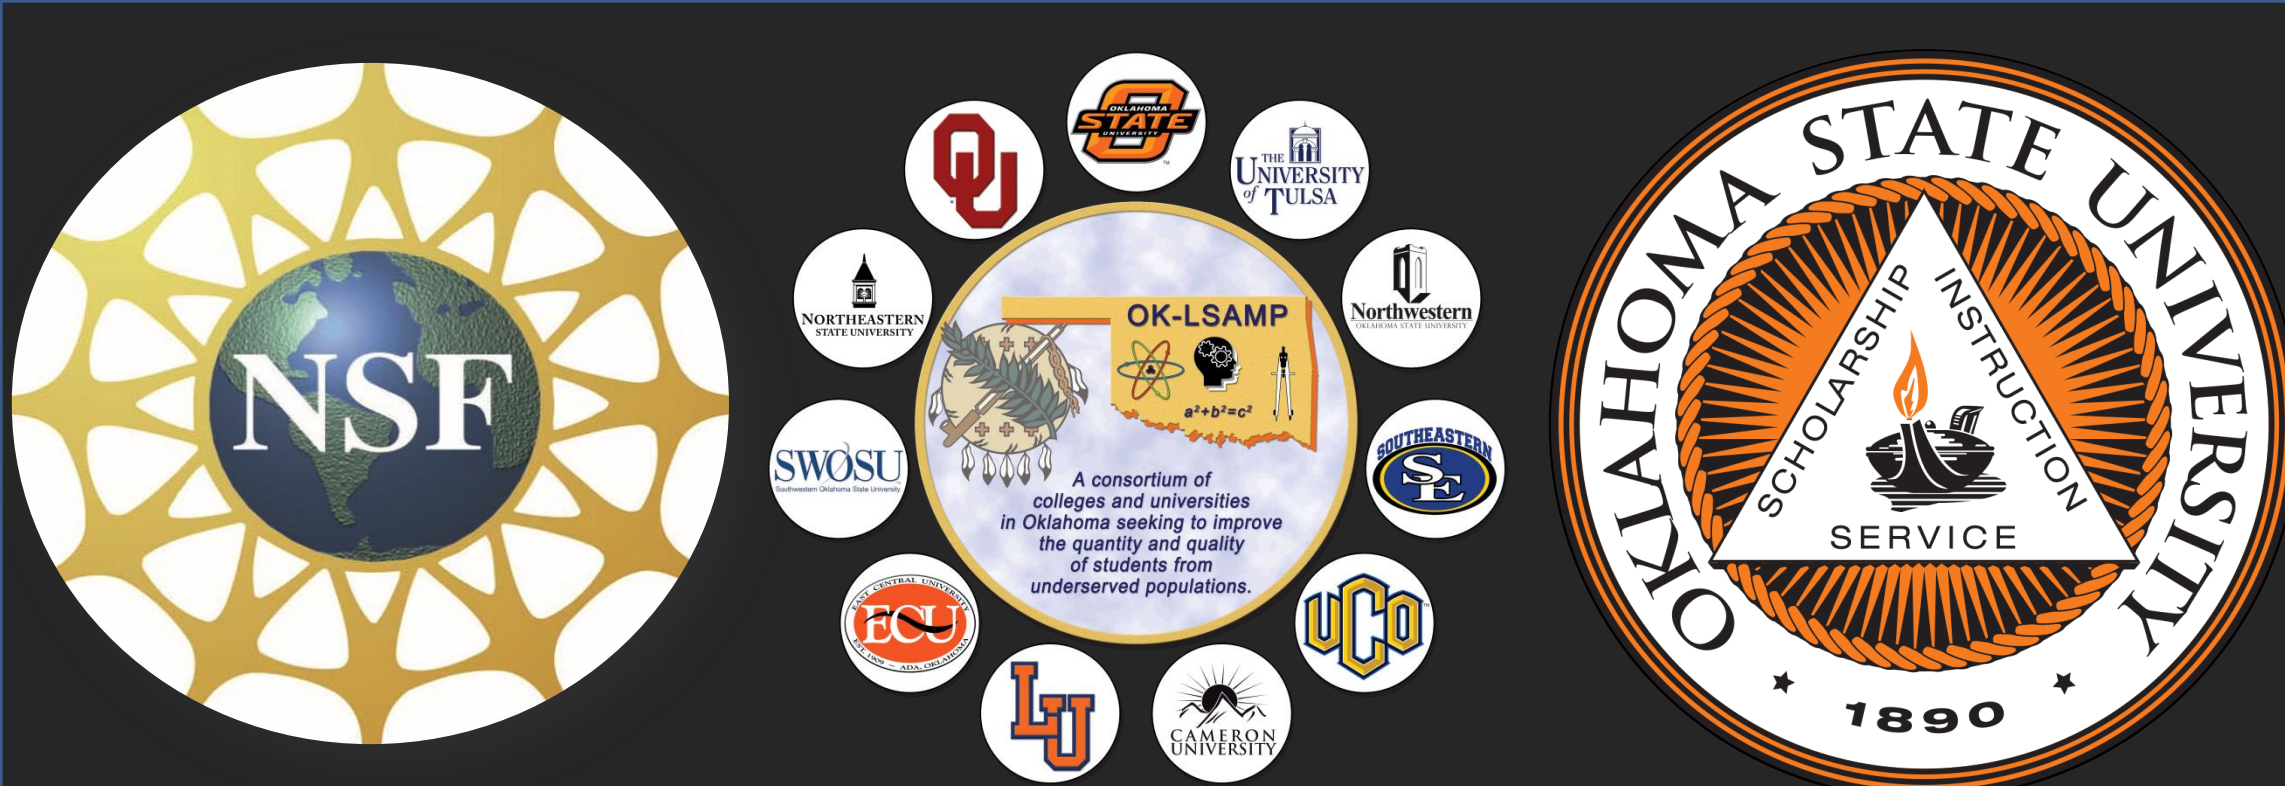 NSF
OKLAHOMA
STATE
UNIVERSITY
TM
OU
THE
UNIVERSITY
of TULSA
NORTHEASTERN
STATE UNIVERSITY
Northwestern
OKLAHOMA STATE UNIVERSITY
SWOSU
Southwestern Oklahoma State University
SOUTHEASTERN
SE
EAST CENTRAL UNIVERSITY
ECU
EST. 1909 ~ ADA, OKLAHOMA
UCO
TM
LU
CAMERON
UNIVERSITY
OK-LSAMP
a²+b²=c²
A consortium of
colleges and universities
in Oklahoma seeking to improve
the quantity and quality
of students from
underserved populations.
OKLAHOMA STATE UNIVERSITY
SCHOLARSHIP
INSTRUCTION
SERVICE
1890